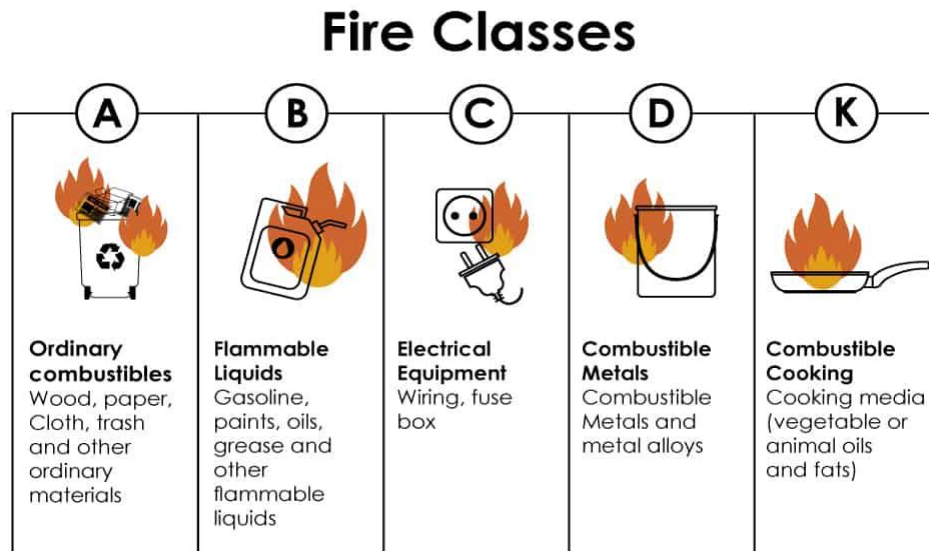 Fire Classes
A
Ordinary
combustibles
Wood, paper,
Cloth, trash
and other
ordinary
materials
B
Flammable
Liquids
Gasoline,
paints, oils,
grease and
other
flammable
liquids
C
Electrical
Equipment
Wiring, fuse
box
D
Combustible
Metals
Combustible
Metals and
metal alloys
K
Combustible
Cooking
Cooking media
(vegetable or
animal oils
and fats)